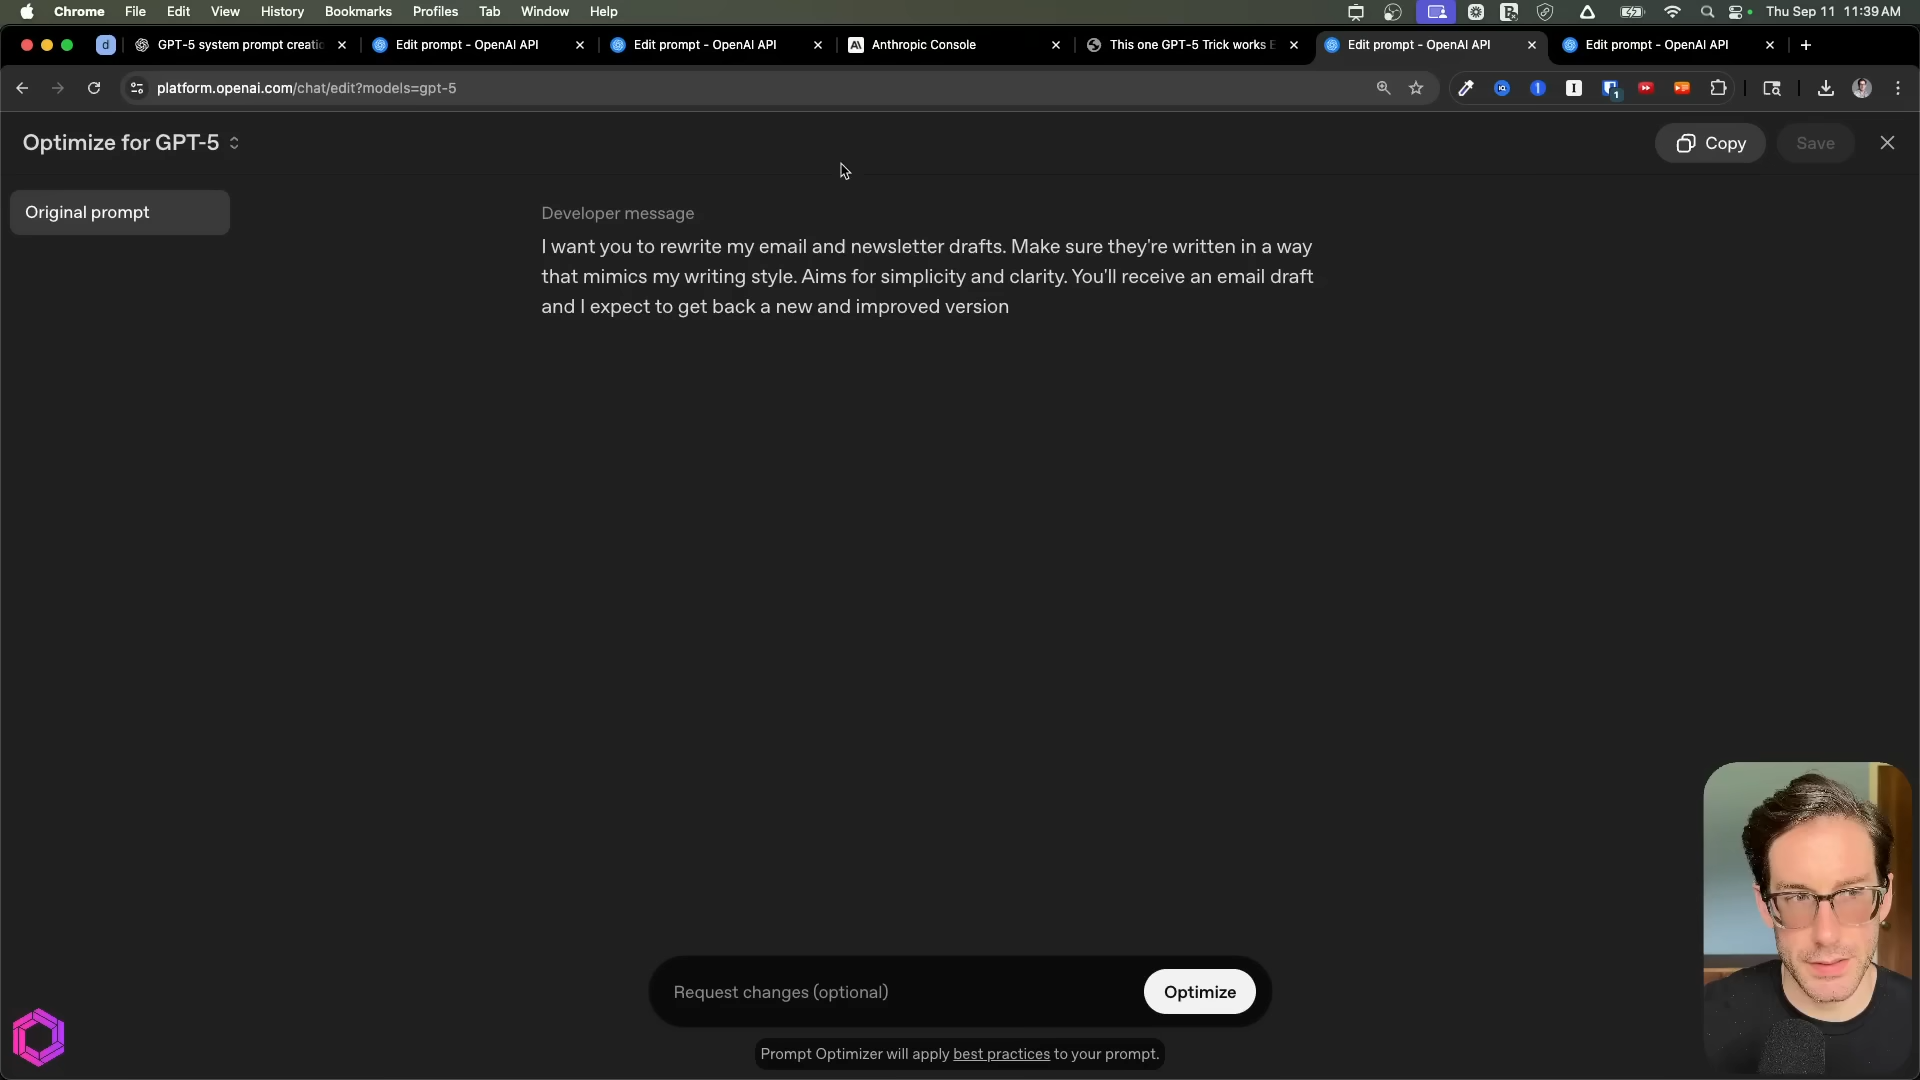 Chrome File Edit View History Bookmarks Profiles Tab Window Help Thu Sep 11 11:39 AM
d GPT-5 system prompt creatio Edit prompt - OpenAI API Edit prompt - OpenAI API Anthropic Console This one GPT-5 Trick works E Edit prompt - OpenAI API Edit prompt - OpenAI API
platform.openai.com/chat/edit?models=gpt-5
Optimize for GPT-5 Copy Save
Original prompt
Developer message
I want you to rewrite my email and newsletter drafts. Make sure they're written in a way
that mimics my writing style. Aims for simplicity and clarity. You'll receive an email draft
and I expect to get back a new and improved version
Request changes (optional) Optimize
Prompt Optimizer will apply best practices to your prompt.